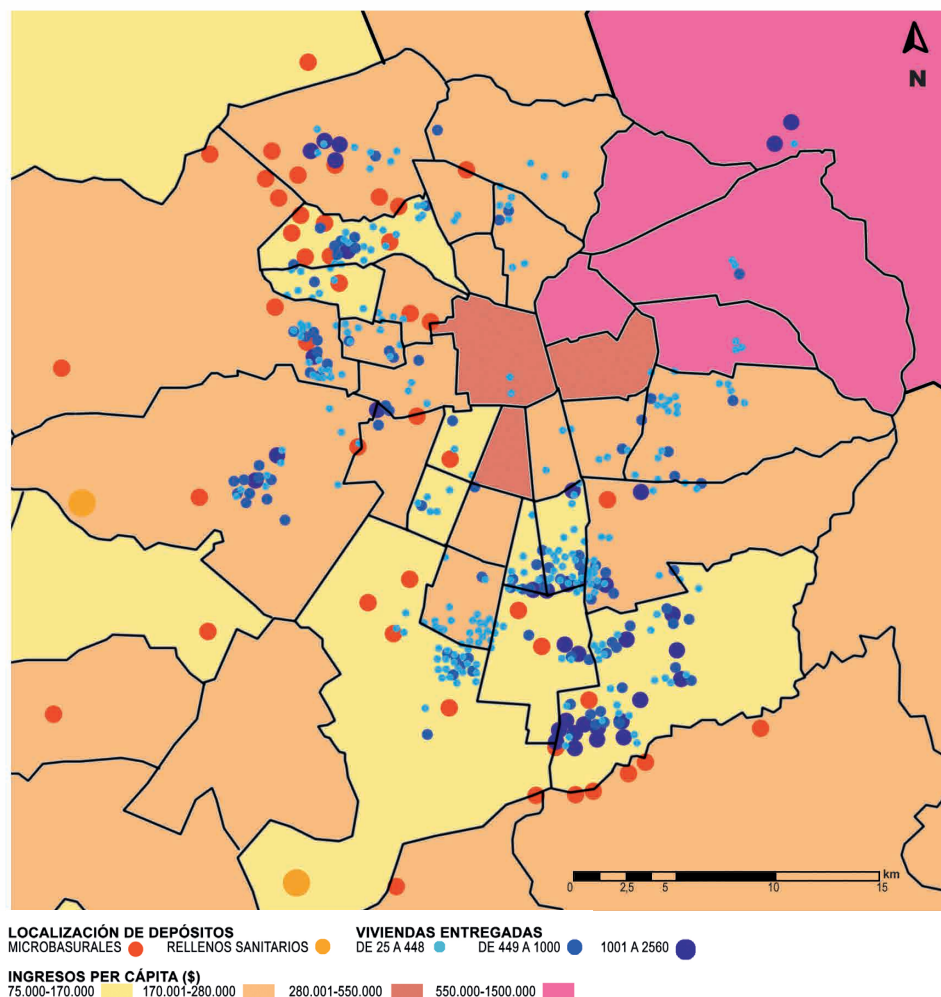 N
km
0 2,5 5 10 15
LOCALIZACIÓN DE DEPÓSITOS VIVIENDAS ENTREGADAS
MICROBASURALES RELLENOS SANITARIOS DE 25 A 448 DE 449 A 1000 1001 A 2560
INGRESOS PER CÁPITA ($)
75.000-170.000 170.001-280.000 280.001-550.000 550.000-1500.000